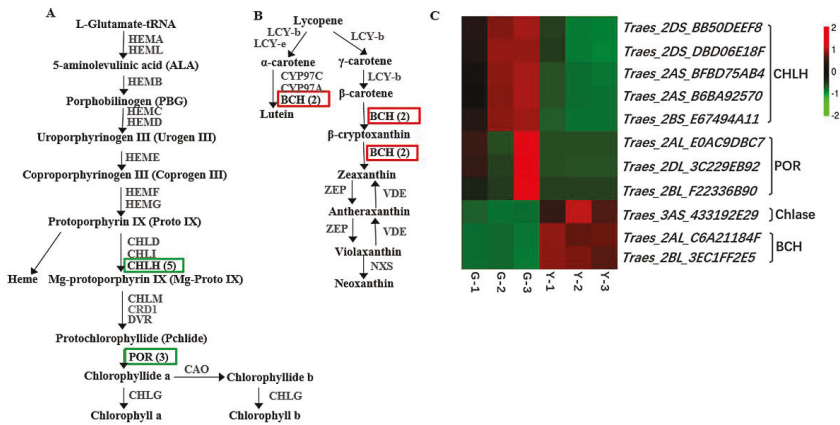 A
L-Glutamate-tRNA
HEMA
HEML
5-aminolevulinic acid (ALA)
HEMB
Porphobilinogen (PBG)
HEMC
HEMD
Uroporphyrinogen III (Urogen III)
HEME
Coproporphyrinogen III (Coprogen III)
HEMF
HEMG
Protoporphyrin IX (Proto IX)
CHLD
CHLI
CHLH (5)
Heme
Mg-protoporphyrin IX (Mg-Proto IX)
CHLM
CRD1
DVR
Protochlorophyllide (Pchlide)
POR (3)
Chlorophyllide a
CAO
Chlorophyllide b
CHLG
CHLG
Chlorophyll a
Chlorophyll b
B
Lycopene
LCY-b
LCY-e
LCY-b
α-carotene
γ-carotene
CYP97C
CYP97A
BCH (2)
Lutein
LCY-b
β-carotene
BCH (2)
β-cryptoxanthin
BCH (2)
Zeaxanthin
ZEP
VDE
Antheraxanthin
ZEP
VDE
Violaxanthin
NXS
Neoxanthin
C
Traes_2DS_BB50DEEF8
Traes_2DS_DBD06E18F
Traes_2AS_BFBD75AB4
Traes_2AS_B6BA92570
Traes_2BS_E67494A11
CHLH
Traes_2AL_E0AC9DBC7
Traes_2DL_3C229EB92
Traes_2BL_F22336B90
POR
Traes_3AS_433192E29
Chlase
Traes_2AL_C6A21184F
Traes_2BL_3EC1FF2E5
BCH
G-1
G-2
G-3
Y-1
Y-2
Y-3
2
1
0
-1
-2